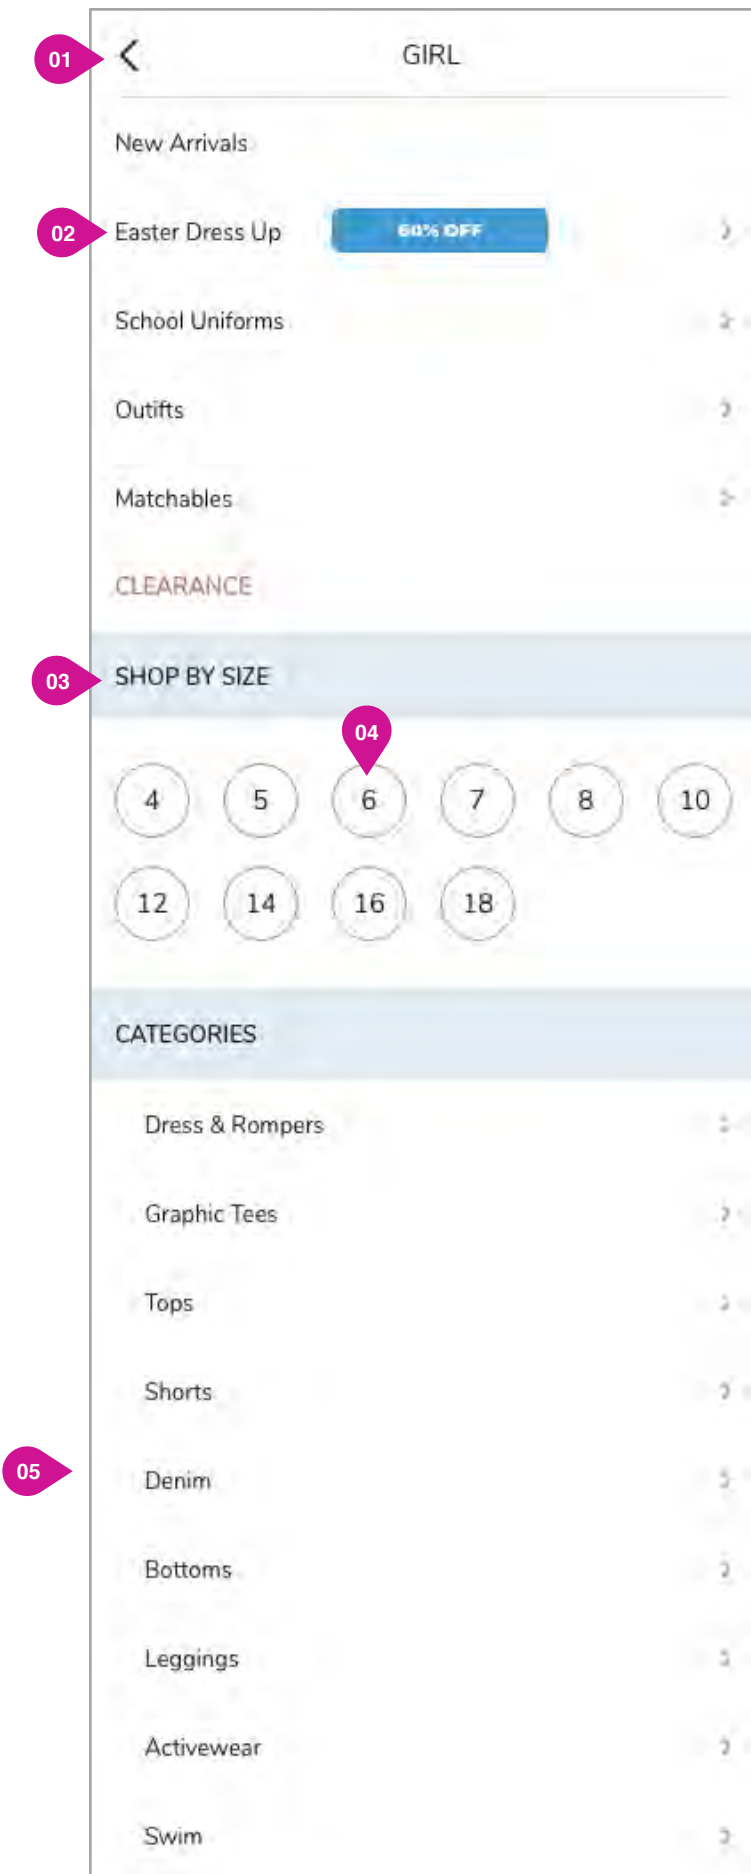 01
GIRL
New Arrivals
02
Easter Dress Up
60% OFF
School Uniforms
Outifts
Matchables
CLEARANCE
03
SHOP BY SIZE
04
4 5 6 7 8 10
12 14 16 18
CATEGORIES
Dress & Rompers
Graphic Tees
Tops
Shorts
05
Denim
Bottoms
Leggings
Activewear
Swim